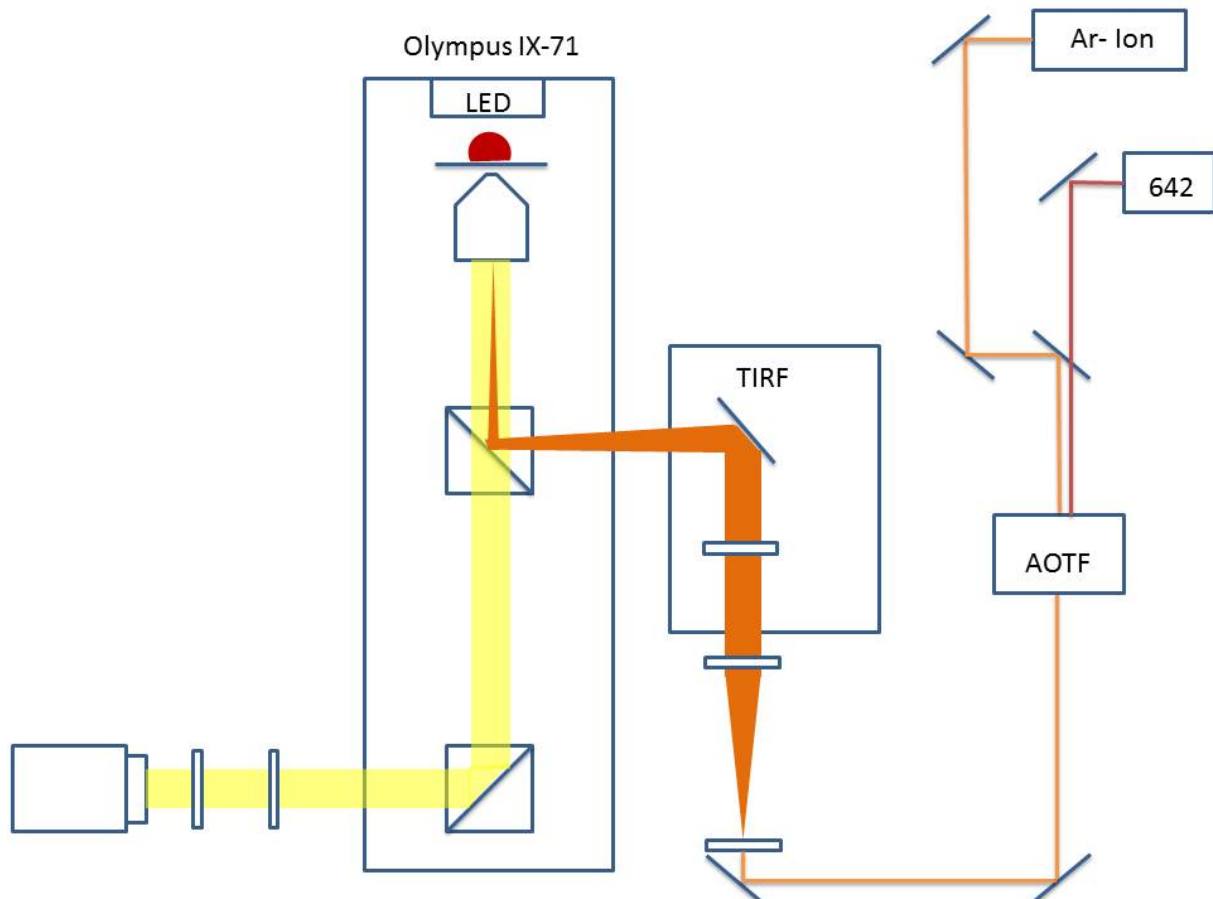 Olympus IX-71
LED
Ar- Ion
642
TIRF
AOTF